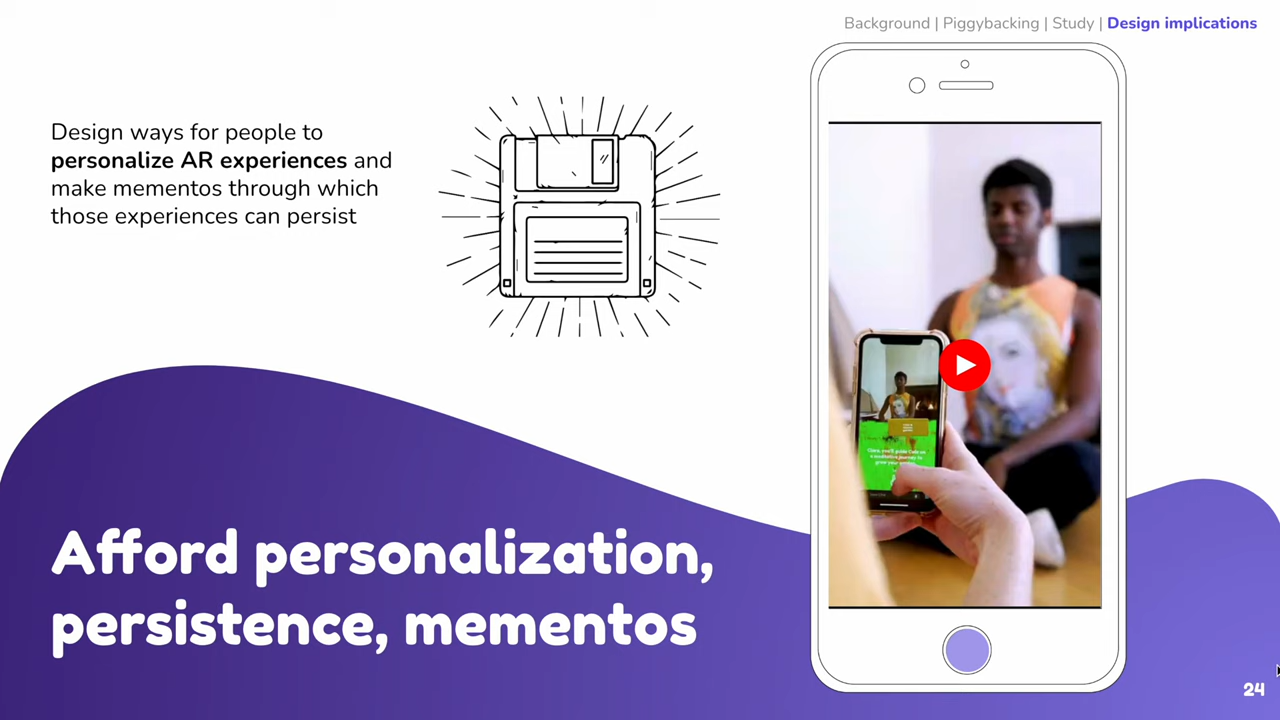 Background | Piggybacking | Study | Design implications
Design ways for people to
personalize AR experiences and
make mementos through which
those experiences can persist
Afford personalization,
persistence, mementos
24